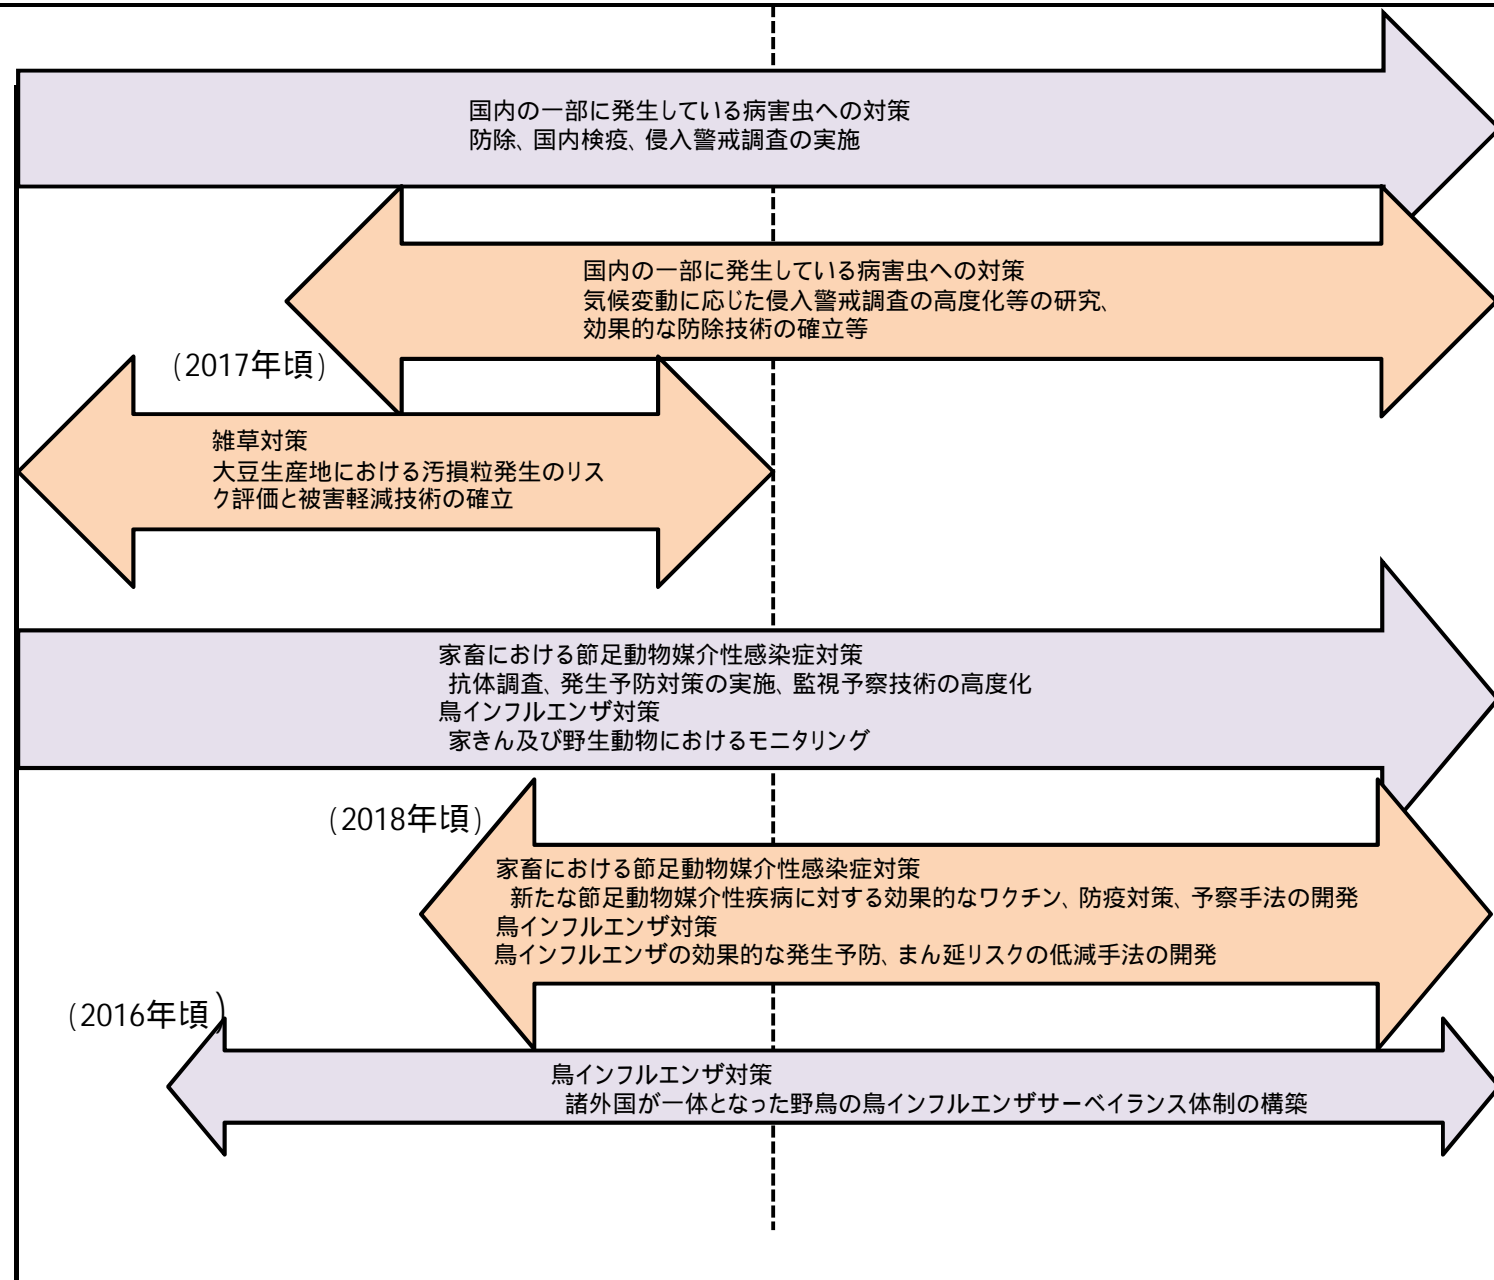 国内の一部に発生している病害虫への対策
防除、国内検疫、侵入警戒調査の実施
国内の一部に発生している病害虫への対策
気候変動に応じた侵入警戒調査の高度化等の研究、
効果的な防除技術の確立等
(2017年頃)
雑草対策
大豆生産地における汚損粒発生のリス
ク評価と被害軽減技術の確立
家畜における節足動物媒介性感染症対策
抗体調査、発生予防対策の実施、監視予察技術の高度化
鳥インフルエンザ対策
家きん及び野生動物におけるモニタリング
(2018年頃)
家畜における節足動物媒介性感染症対策
新たな節足動物媒介性疾病に対する効果的なワクチン、防疫対策、予察手法の開発
鳥インフルエンザ対策
鳥インフルエンザの効果的な発生予防、まん延リスクの低減手法の開発
(2016年頃)
鳥インフルエンザ対策
諸外国が一体となった野鳥の鳥インフルエンザサーベイランス体制の構築